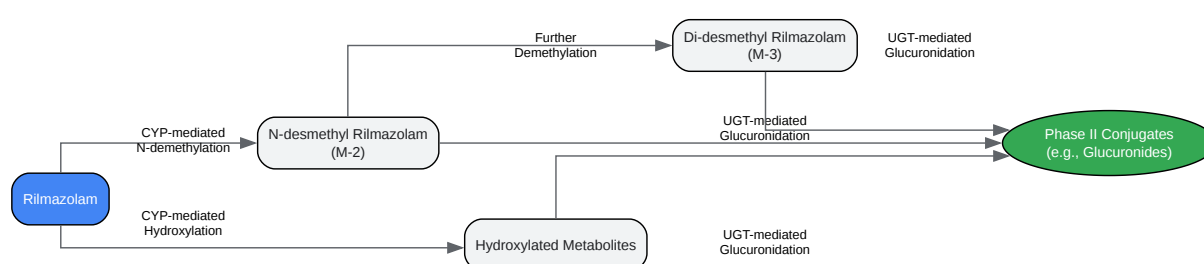 Further
Demethylation
Di-desmethyl Rilmazolam
(M-3)
UGT-mediated
Glucuronidation
CYP-mediated
N-demethylation
N-desmethyl Rilmazolam
(M-2)
UGT-mediated
Glucuronidation
Phase II Conjugates
(e.g., Glucuronides)
Rilmazolam
CYP-mediated
Hydroxylation
Hydroxylated Metabolites
UGT-mediated
Glucuronidation